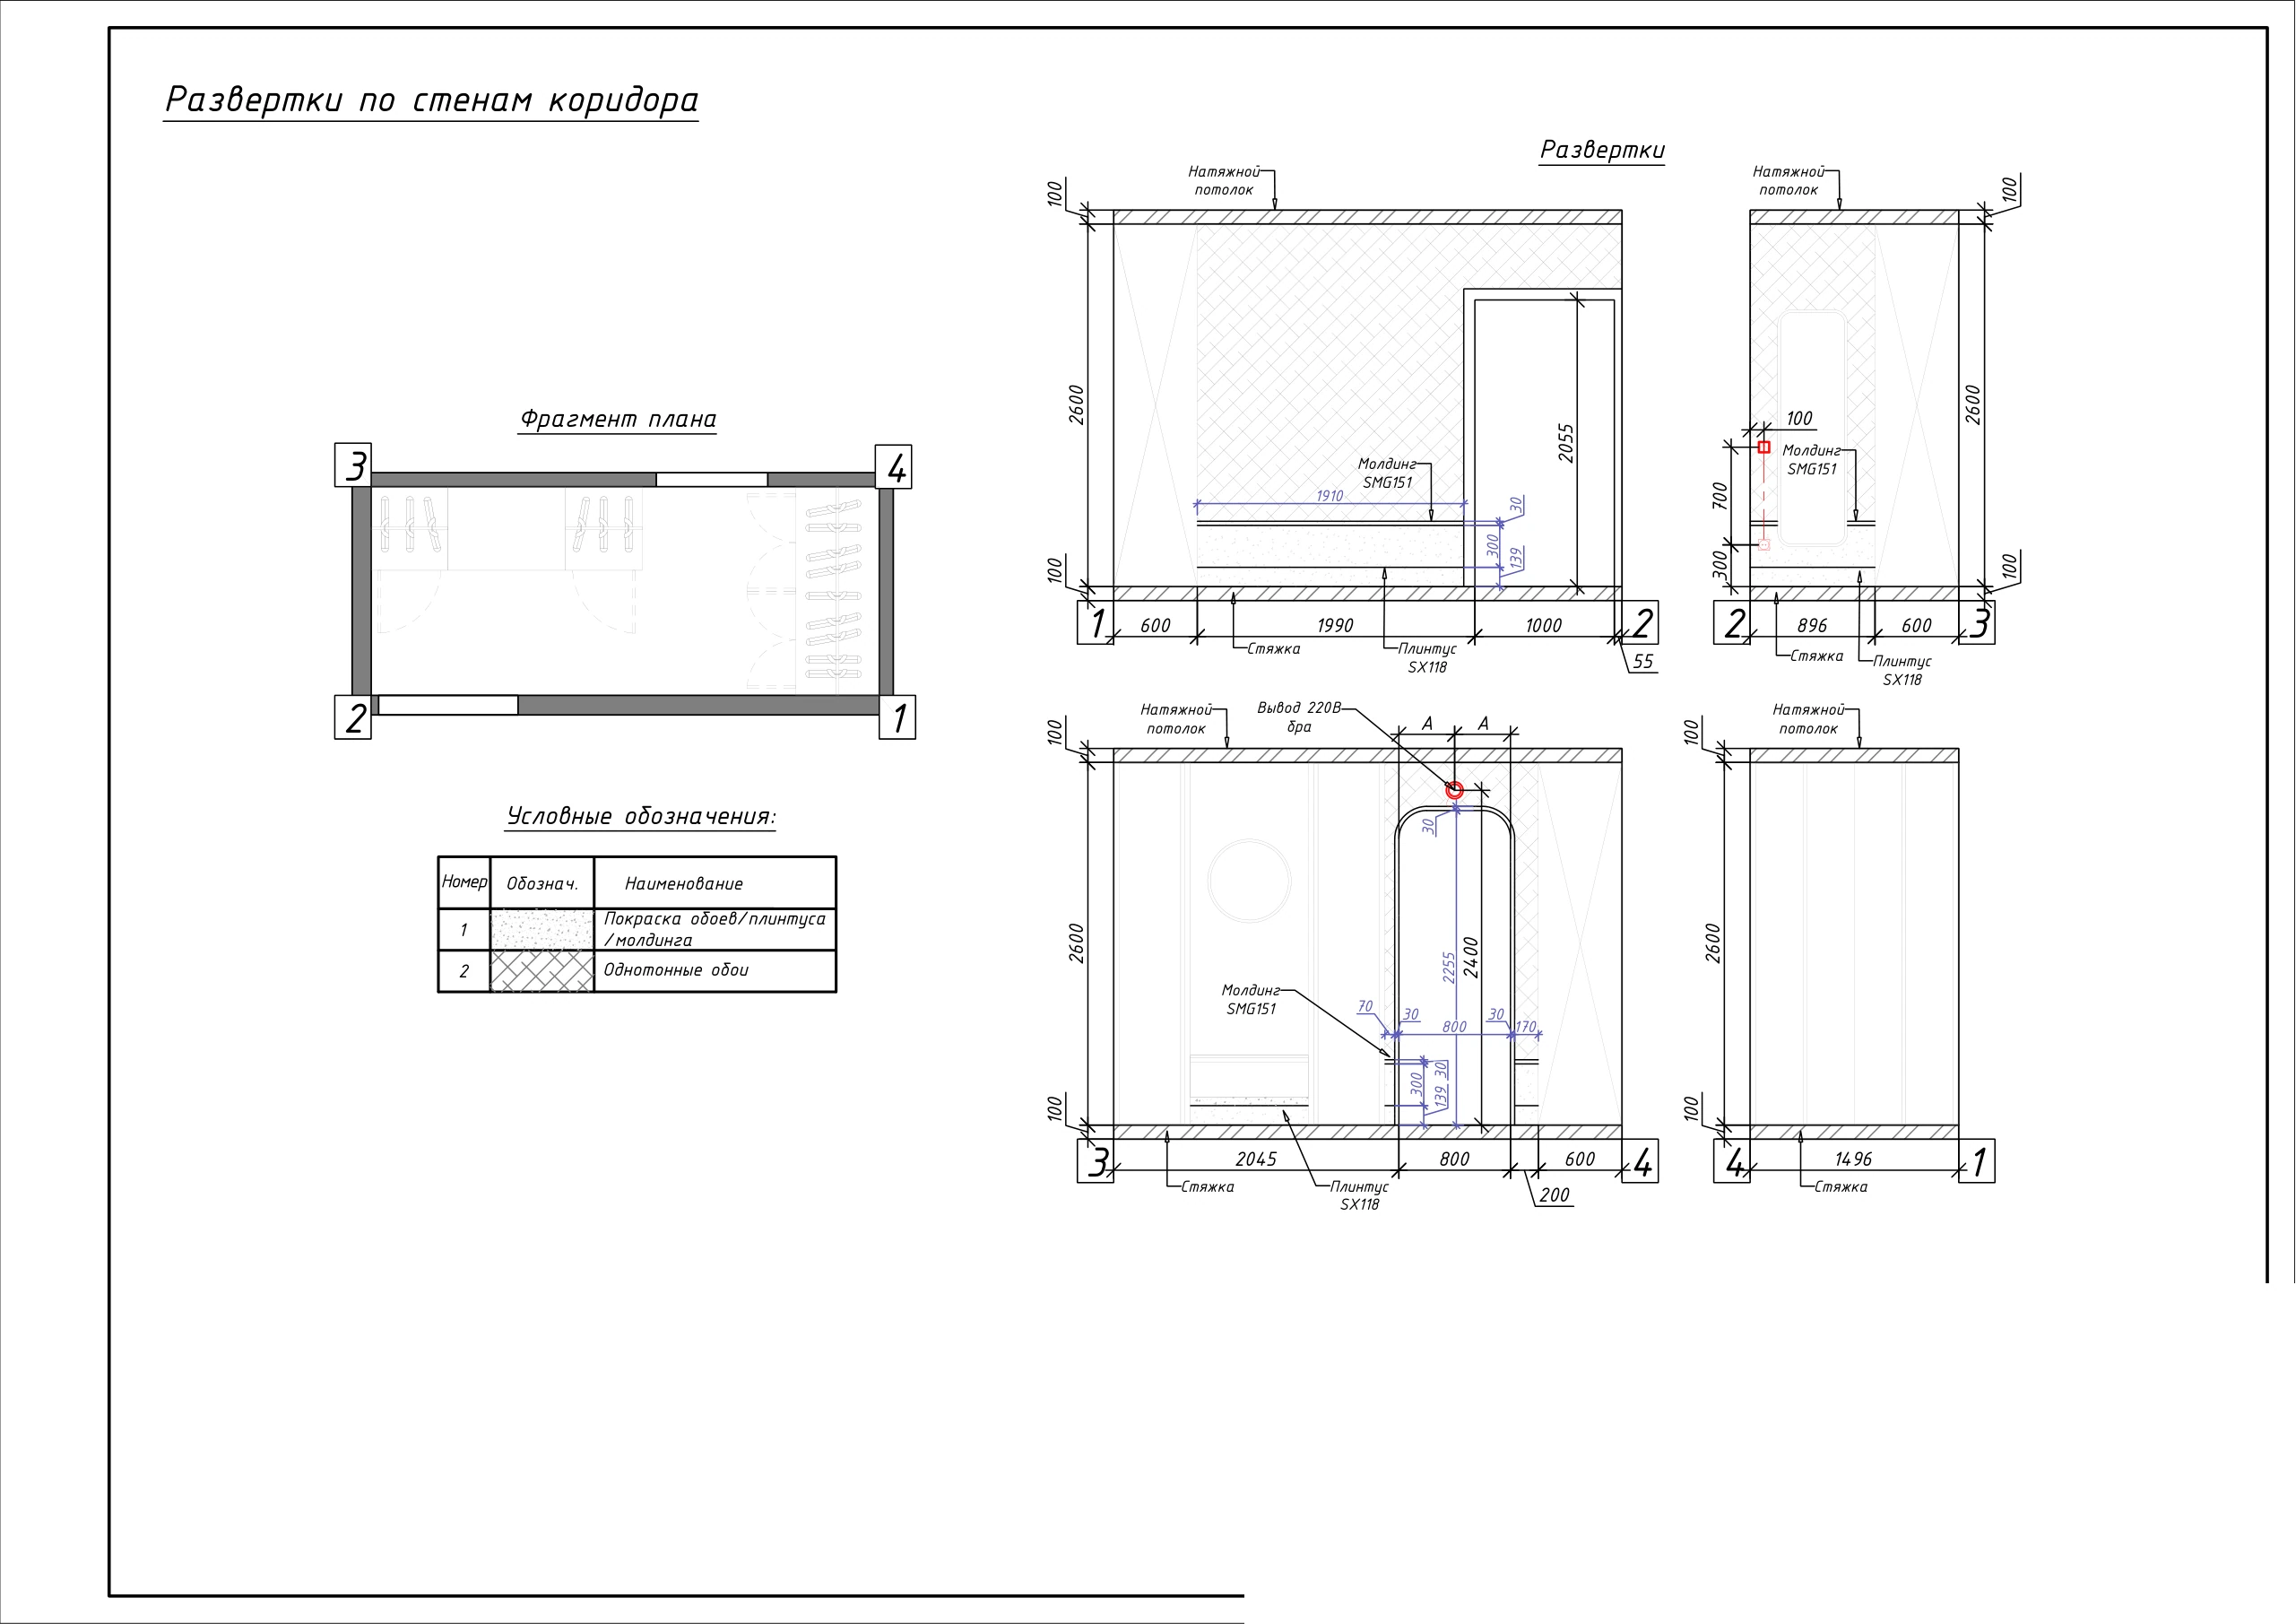 Развертки по стенам коридора
Фрагмент плана
3
4
2
1
Условные обозначения:
Номер
Обознач.
Наименование
1
Покраска обоев/плинтуса
/молдинга
2
Однотонные обои
Развертки
Натяжной
потолок
100
2600
100
Молдинг
SMG151
1910
30
300
139
2055
1
600
1990
1000
2
55
Стяжка
Плинтус
SX118
Натяжной
потолок
100
2600
100
100
700
300
Молдинг
SMG151
2
896
600
3
Стяжка
Плинтус
SX118
Натяжной
потолок
Вывод 220В
бра
А
А
100
2600
100
30
2255
2400
Молдинг
SMG151
70
30
800
30
170
300
139
30
3
2045
800
600
4
200
Стяжка
Плинтус
SX118
Натяжной
потолок
100
2600
100
4
1496
1
Стяжка